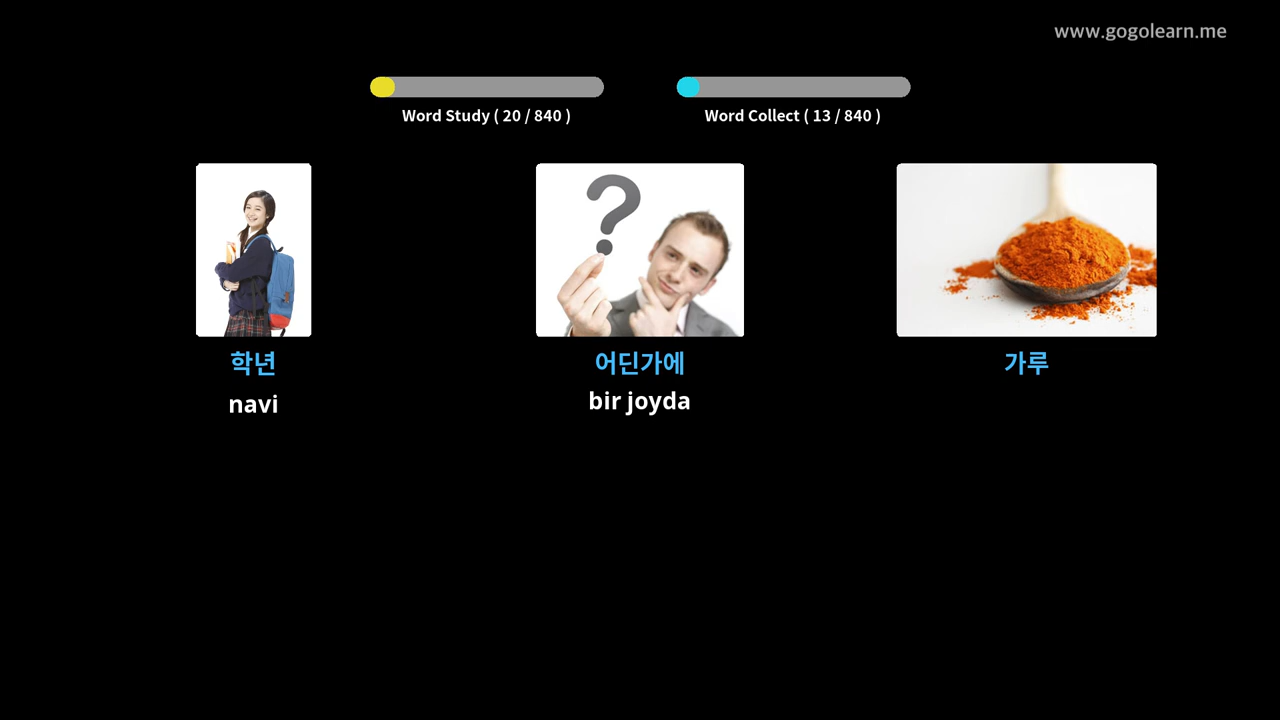 www.gogolearn.me
Word Study ( 20 / 840 )
Word Collect ( 13 / 840 )
학년
navi
어딘가에
bir joyda
가루